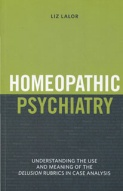 LIZ LALOR
HOMEOPATHIC
PSYCHIATRY
UNDERSTANDING THE USE
AND MEANING OF THE
DELUSION RUBRICS IN CASE ANALYSIS